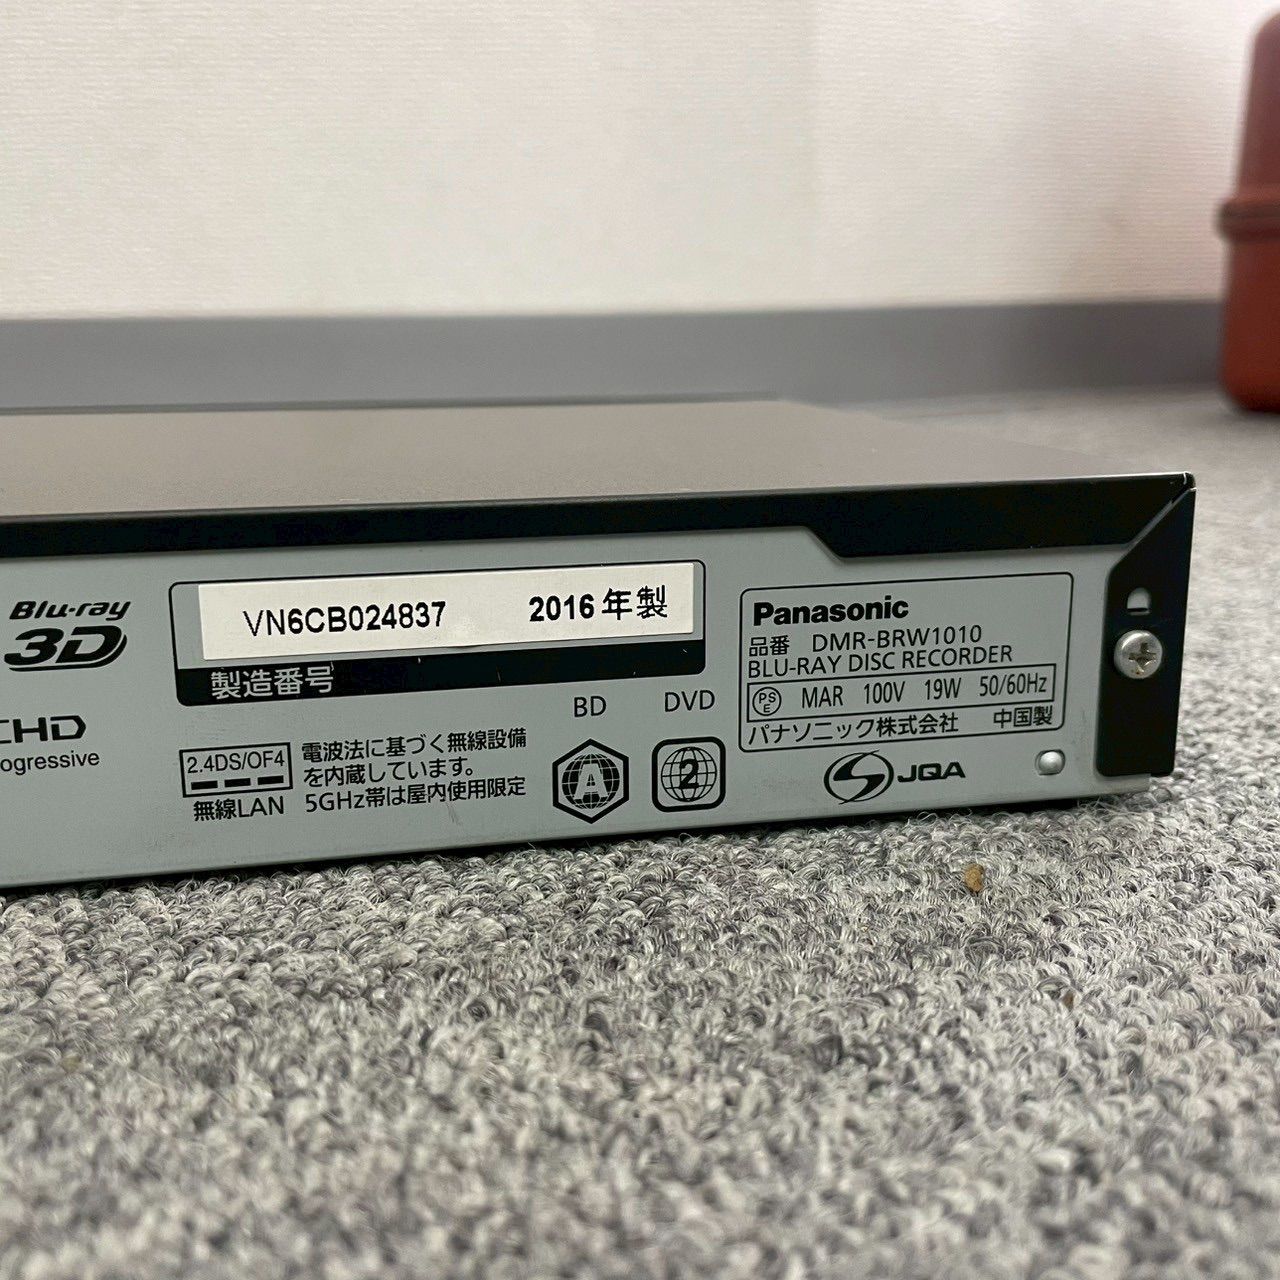 Blu-ray
3D
CHD
ogressive
VN6CB024837 2016年製
製造番号
2.4DS/OF4
無線LAN
電波法に基づく無線設備
を内蔵しています。
5GHz帯は屋内使用限定
BD DVD
A 2
Panasonic
品番 DMR-BRW1010
BLU-RAY DISC RECORDER
PS
E MAR 100V 19W 50/60Hz
パナソニック株式会社 中国製
JQA